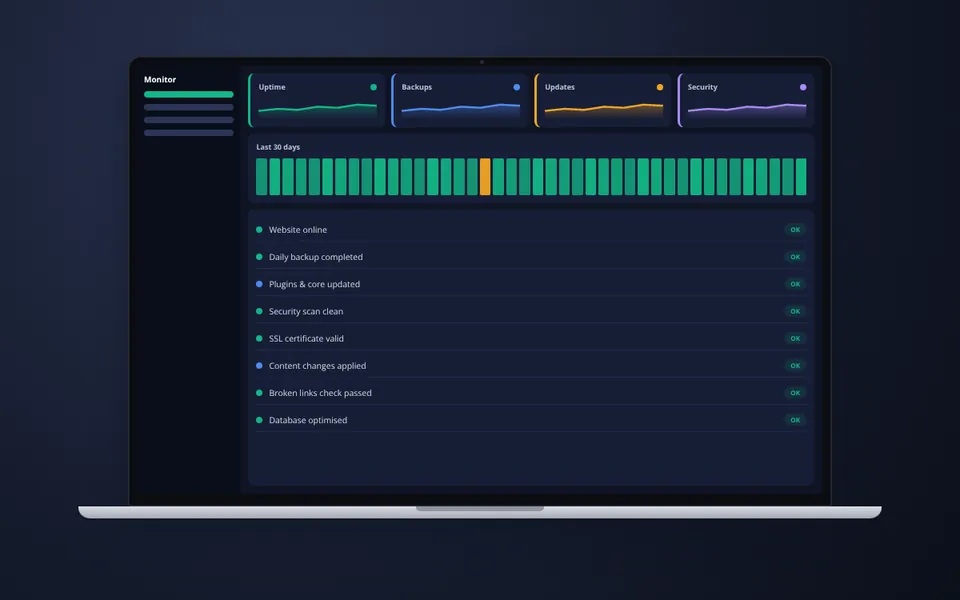 Monitor
Uptime
Backups
Updates
Security
Last 30 days
Website online OK
Daily backup completed OK
Plugins & core updated OK
Security scan clean OK
SSL certificate valid OK
Content changes applied OK
Broken links check passed OK
Database optimised OK